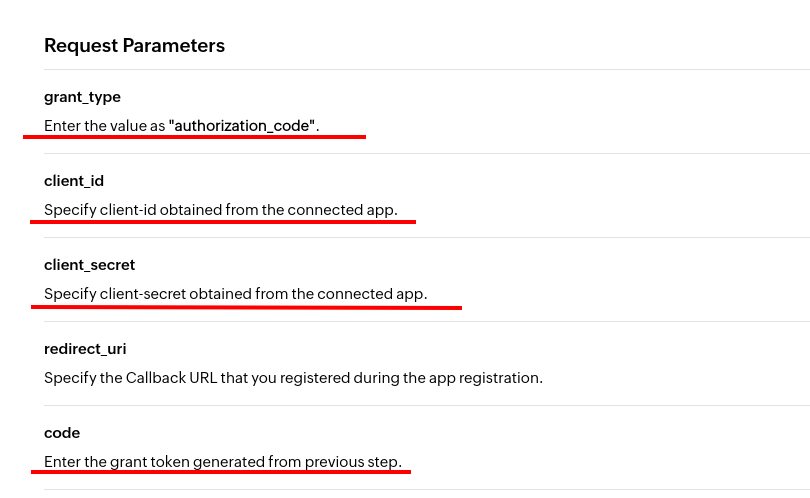 Request Parameters
grant_type
Enter the value as "authorization_code".
client_id
Specify client-id obtained from the connected app.
client_secret
Specify client-secret obtained from the connected app.
redirect_uri
Specify the Callback URL that you registered during the app registration.
code
Enter the grant token generated from previous step.